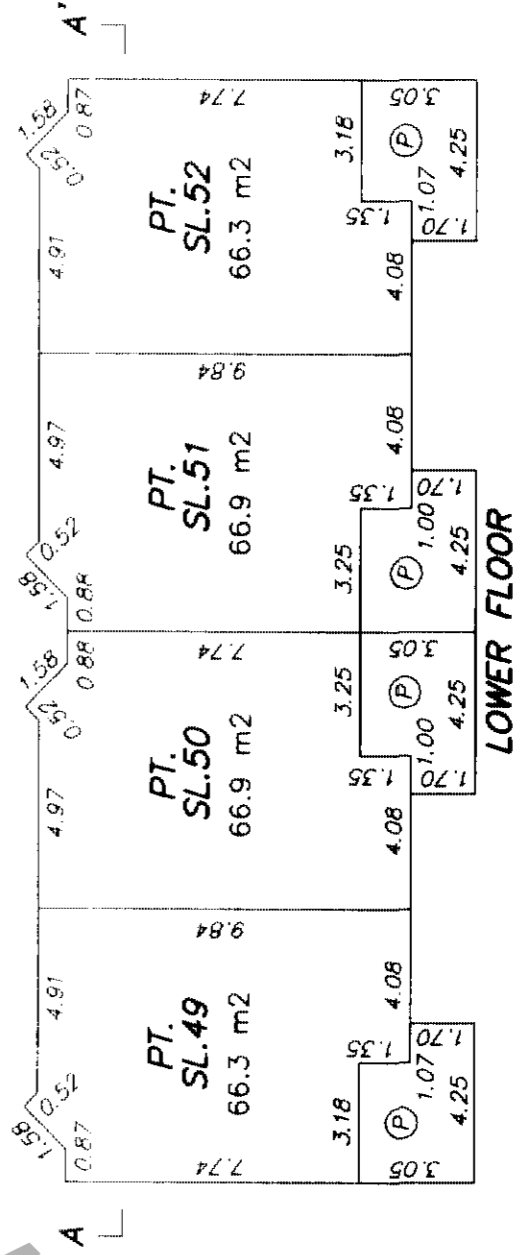 A
A'
1.58
0.52
0.87
4.91
7.74
9.84
PT.
SL.49
66.3 m2
3.18
1.35
4.08
3.05
P
1.07
1.70
4.25
4.97
0.52
1.58
0.88
PT.
SL.50
66.9 m2
7.74
4.08
3.25
1.35
1.70
1.00
P
3.05
4.25
1.58
0.88
0.52
4.97
PT.
SL.51
66.9 m2
9.84
3.25
1.35
4.08
P
1.00
1.70
4.25
4.91
0.52
1.58
0.87
PT.
SL.52
66.3 m2
7.74
4.08
1.35
3.18
1.70
1.07
P
3.05
4.25
LOWER FLOOR